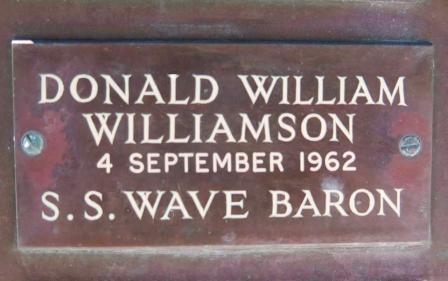 DONALD WILLIAM
WILLIAMSON
4 SEPTEMBER 1962
S.S. WAVE BARON